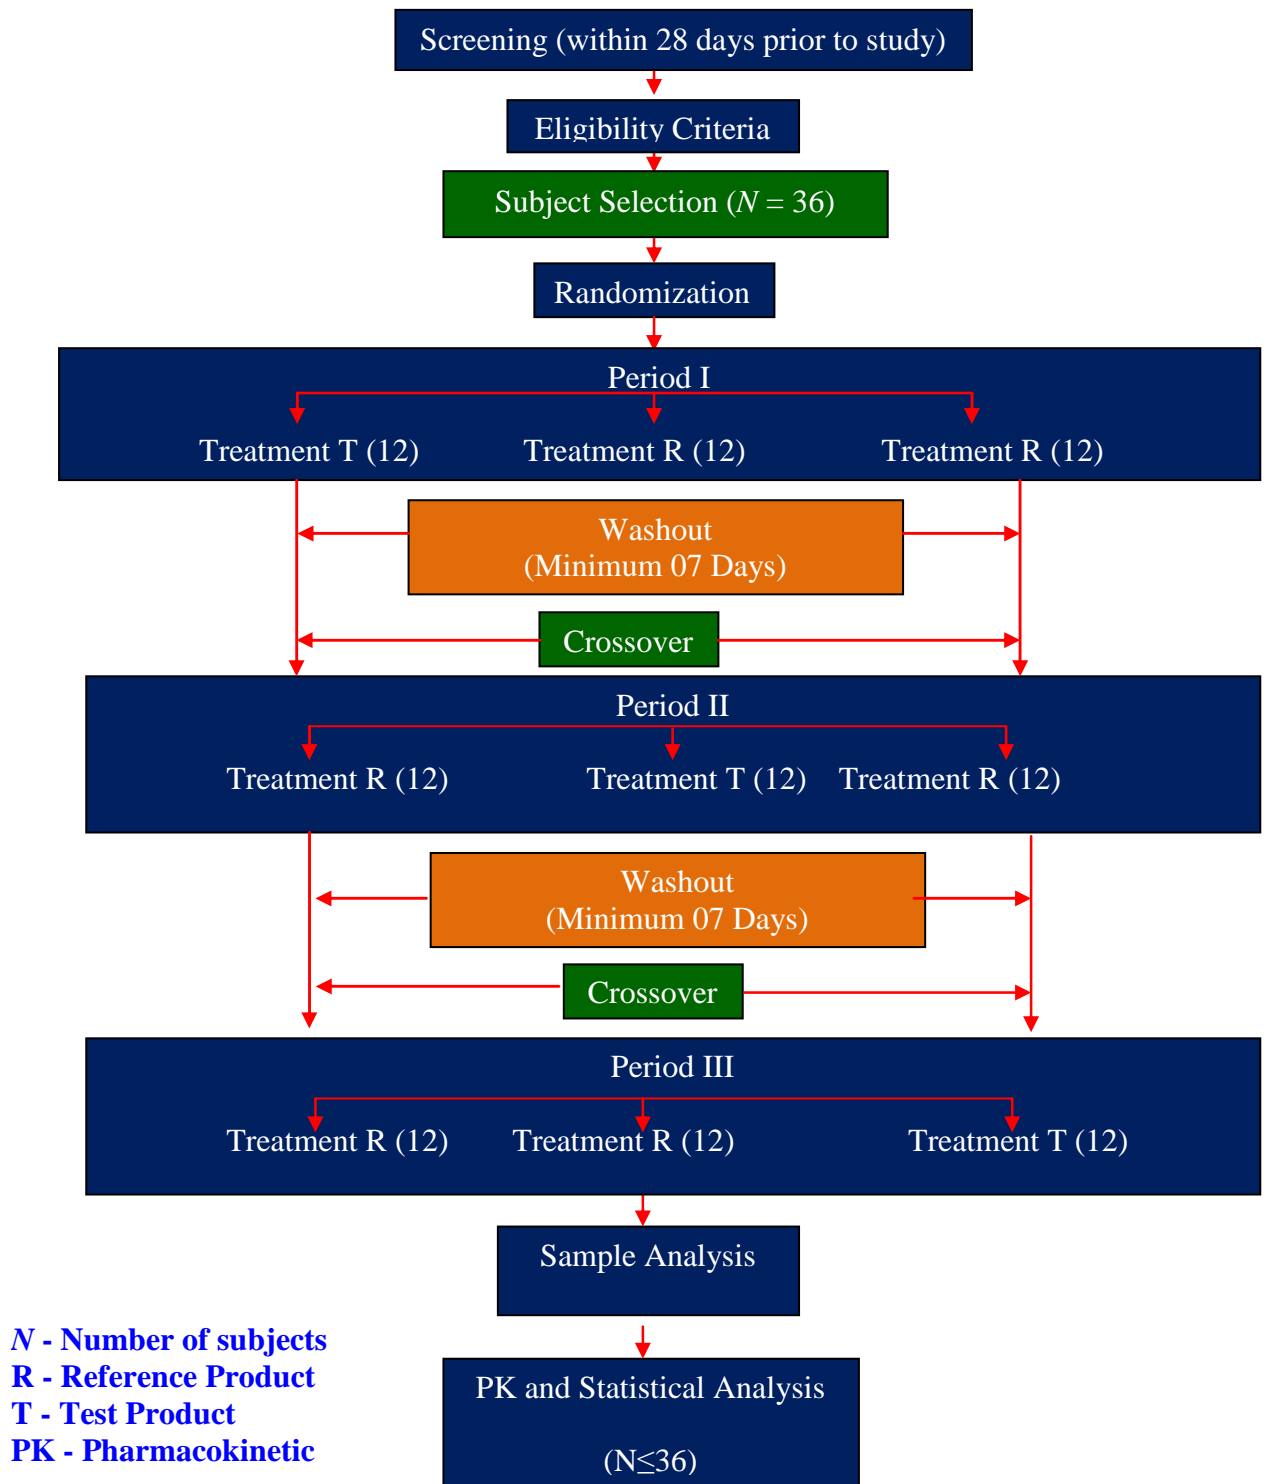 Screening (within 28 days prior to study)
Eligibility Criteria
Subject Selection (N = 36)
Randomization
Period I
Treatment T (12) Treatment R (12) Treatment R (12)
Washout
(Minimum 07 Days)
Crossover
Period II
Treatment R (12) Treatment T (12) Treatment R (12)
Washout
(Minimum 07 Days)
Crossover
Period III
Treatment R (12) Treatment R (12) Treatment T (12)
Sample Analysis
N - Number of subjects
R - Reference Product
T - Test Product
PK - Pharmacokinetic
PK and Statistical Analysis
(N≤36)